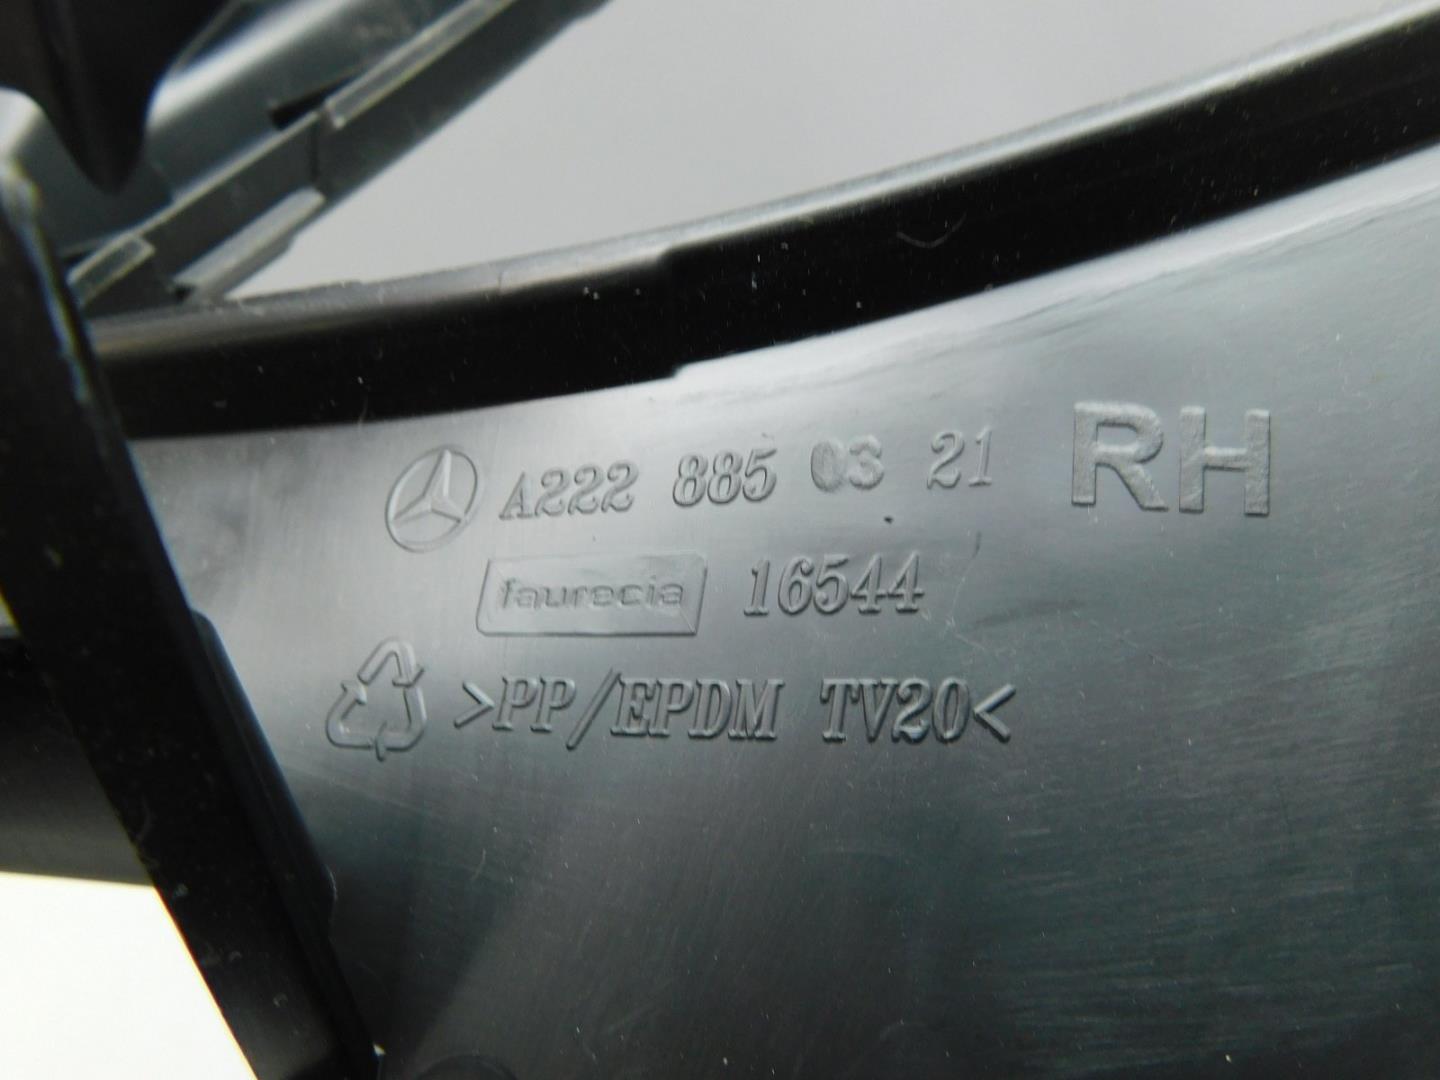 A222 885 03 21 RH
faurecia 16544
>PP/EPDM TV20<